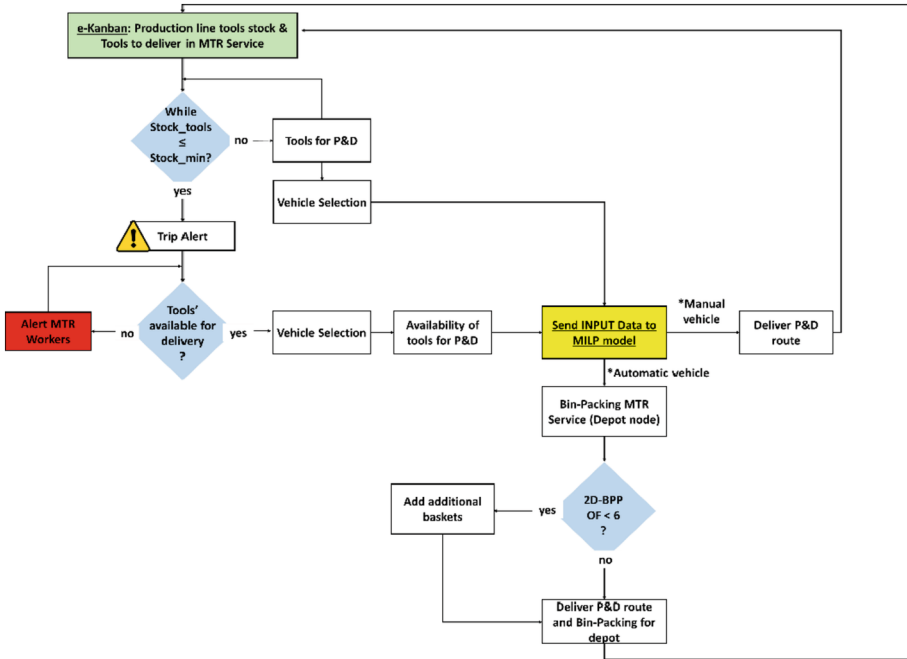 e-Kanban: Production line tools stock &
Tools to deliver in MTR Service
While
Stock_tools
≤
Stock_min?
no
Tools for P&D
yes
Vehicle Selection
Trip Alert
Alert MTR
Workers
no
Tools'
available for
delivery
?
yes
Vehicle Selection
Availability of
tools for P&D
Send INPUT Data to
MILP model
*Manual
vehicle
Deliver P&D
route
*Automatic vehicle
Bin-Packing MTR
Service (Depot node)
2D-BPP
OF < 6
?
yes
Add additional
baskets
no
Deliver P&D route
and Bin-Packing for
depot